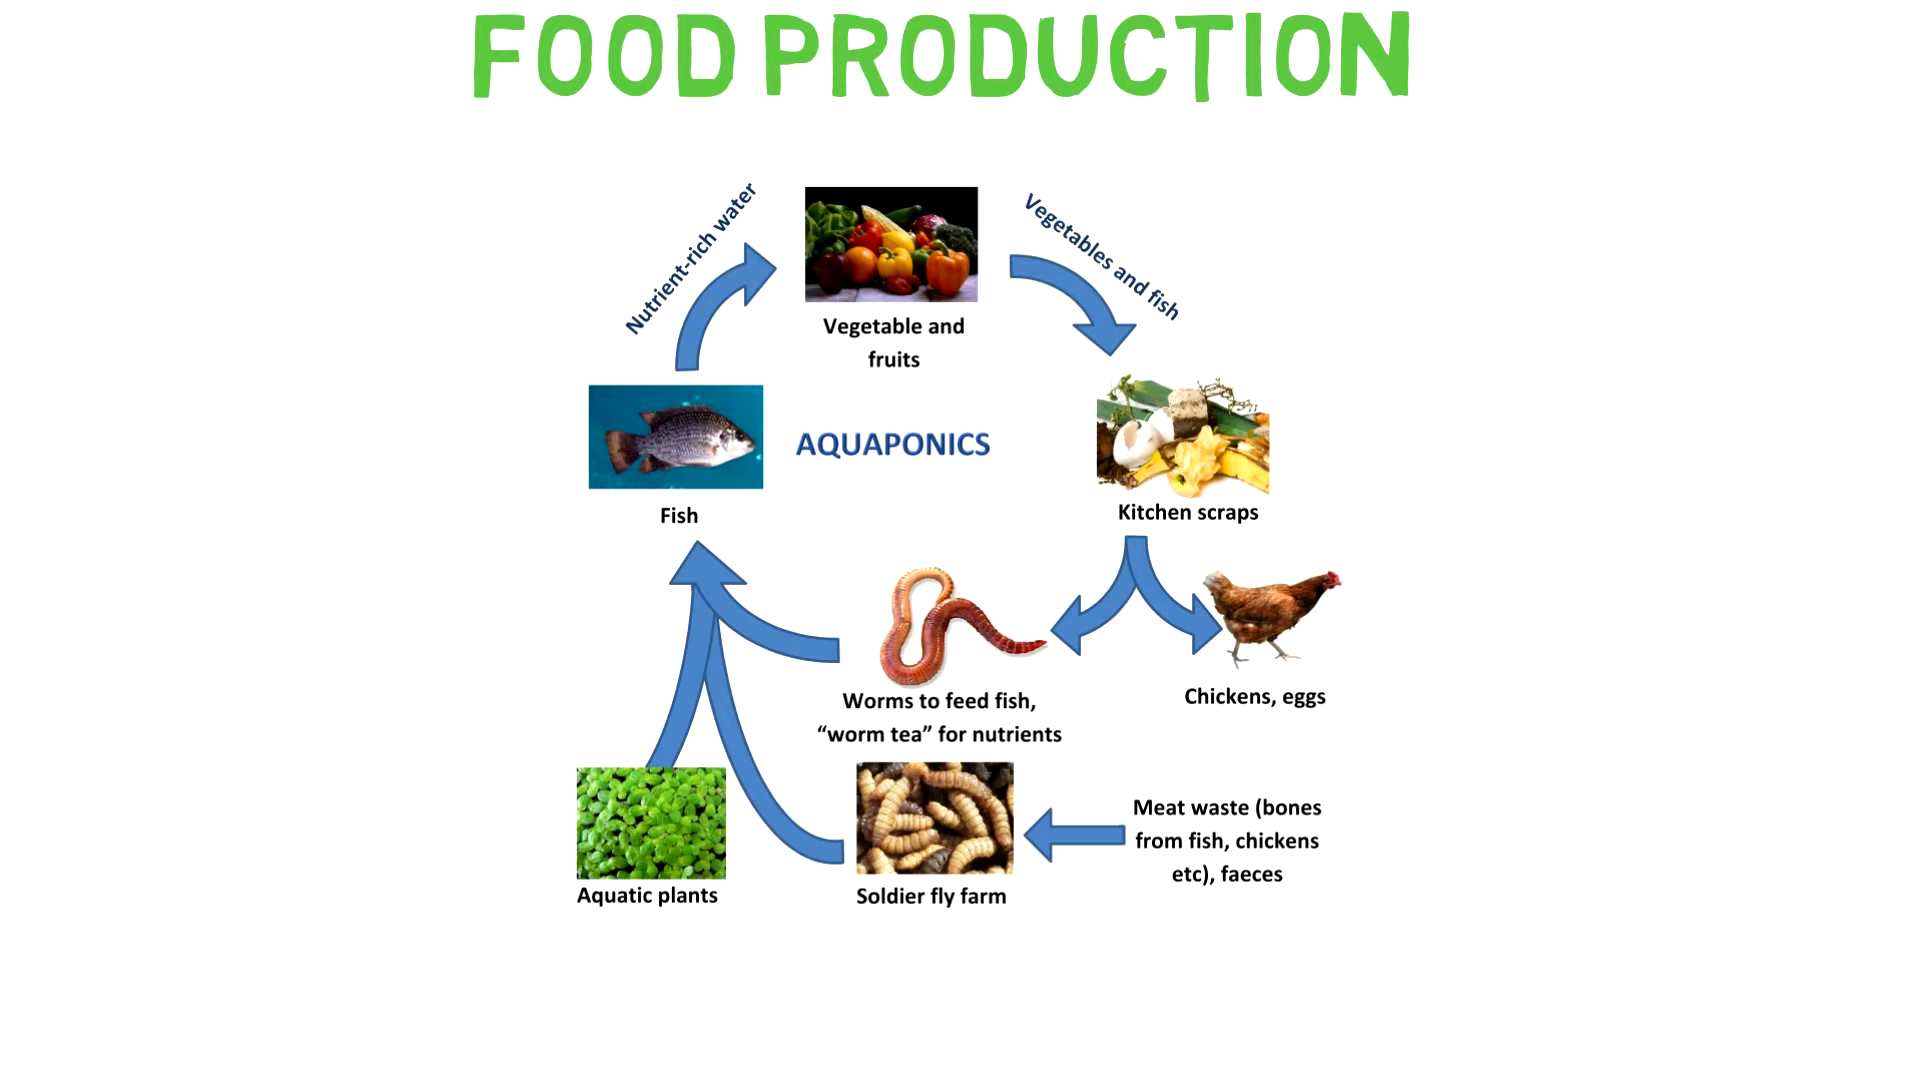 FOOD PRODUCTION
Nutrient-rich water
Vegetables and fish
Vegetable and
fruits
AQUAPONICS
Fish
Kitchen scraps
Worms to feed fish,
“worm tea” for nutrients
Chickens, eggs
Aquatic plants
Soldier fly farm
Meat waste (bones
from fish, chickens
etc), faeces